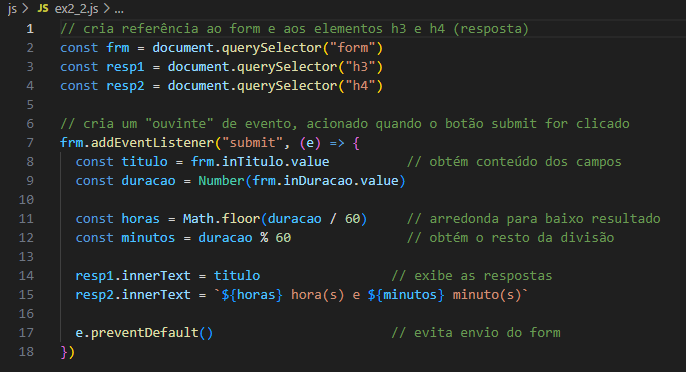 js > JS ex2_2.js > ...
1 // cria referência ao form e aos elementos h3 e h4 (resposta)
2 const frm = document.querySelector("form")
3 const resp1 = document.querySelector("h3")
4 const resp2 = document.querySelector("h4")
5
6 // cria um "ouvinte" de evento, acionado quando o botão submit for clicado
7 frm.addEventListener("submit", (e) => {
8   const titulo = frm.inTitulo.value          // obtém conteúdo dos campos
9   const duracao = Number(frm.inDuracao.value)
10
11   const horas = Math.floor(duracao / 60)     // arredonda para baixo resultado
12   const minutos = duracao % 60               // obtém o resto da divisão
13
14   resp1.innerText = titulo                 // exibe as respostas
15   resp2.innerText = `${horas} hora(s) e ${minutos} minuto(s)`
16
17   e.preventDefault()                       // evita envio do form
18 })